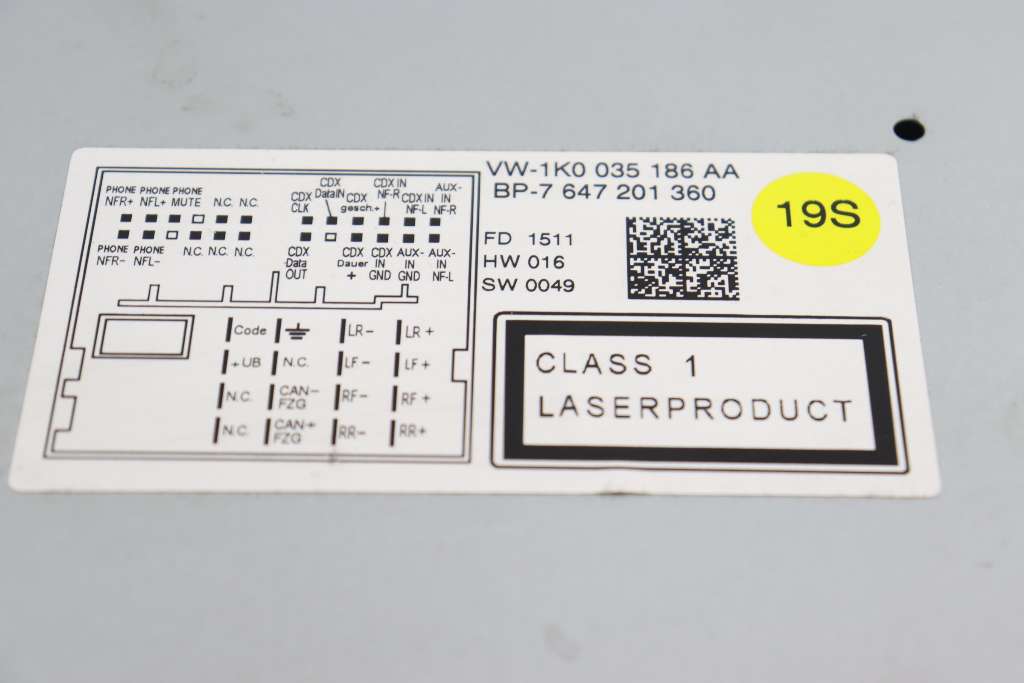 VW-1K0 035 186 AA
BP-7 647 201 360
19S
FD 1511
HW 016
SW 0049
CLASS 1
LASERPRODUCT
PHONE NFR+
PHONE NFL+
PHONE MUTE
N.C. N.C.
PHONE NFR-
PHONE NFL-
N.C. N.C. N.C.
CDX CLK
CDX DataIN
CDX gesch.+
CDX IN NF-R
CDX IN NF-L
AUX-IN NF-R
CDX Data OUT
CDX Dauer +
CDX IN GND
AUX-IN GND
AUX-IN NF-L
Code LR- LR+
+UB N.C. LF- LF+
N.C. CAN- FZG RF- RF+
N.C. CAN+ FZG RR- RR+